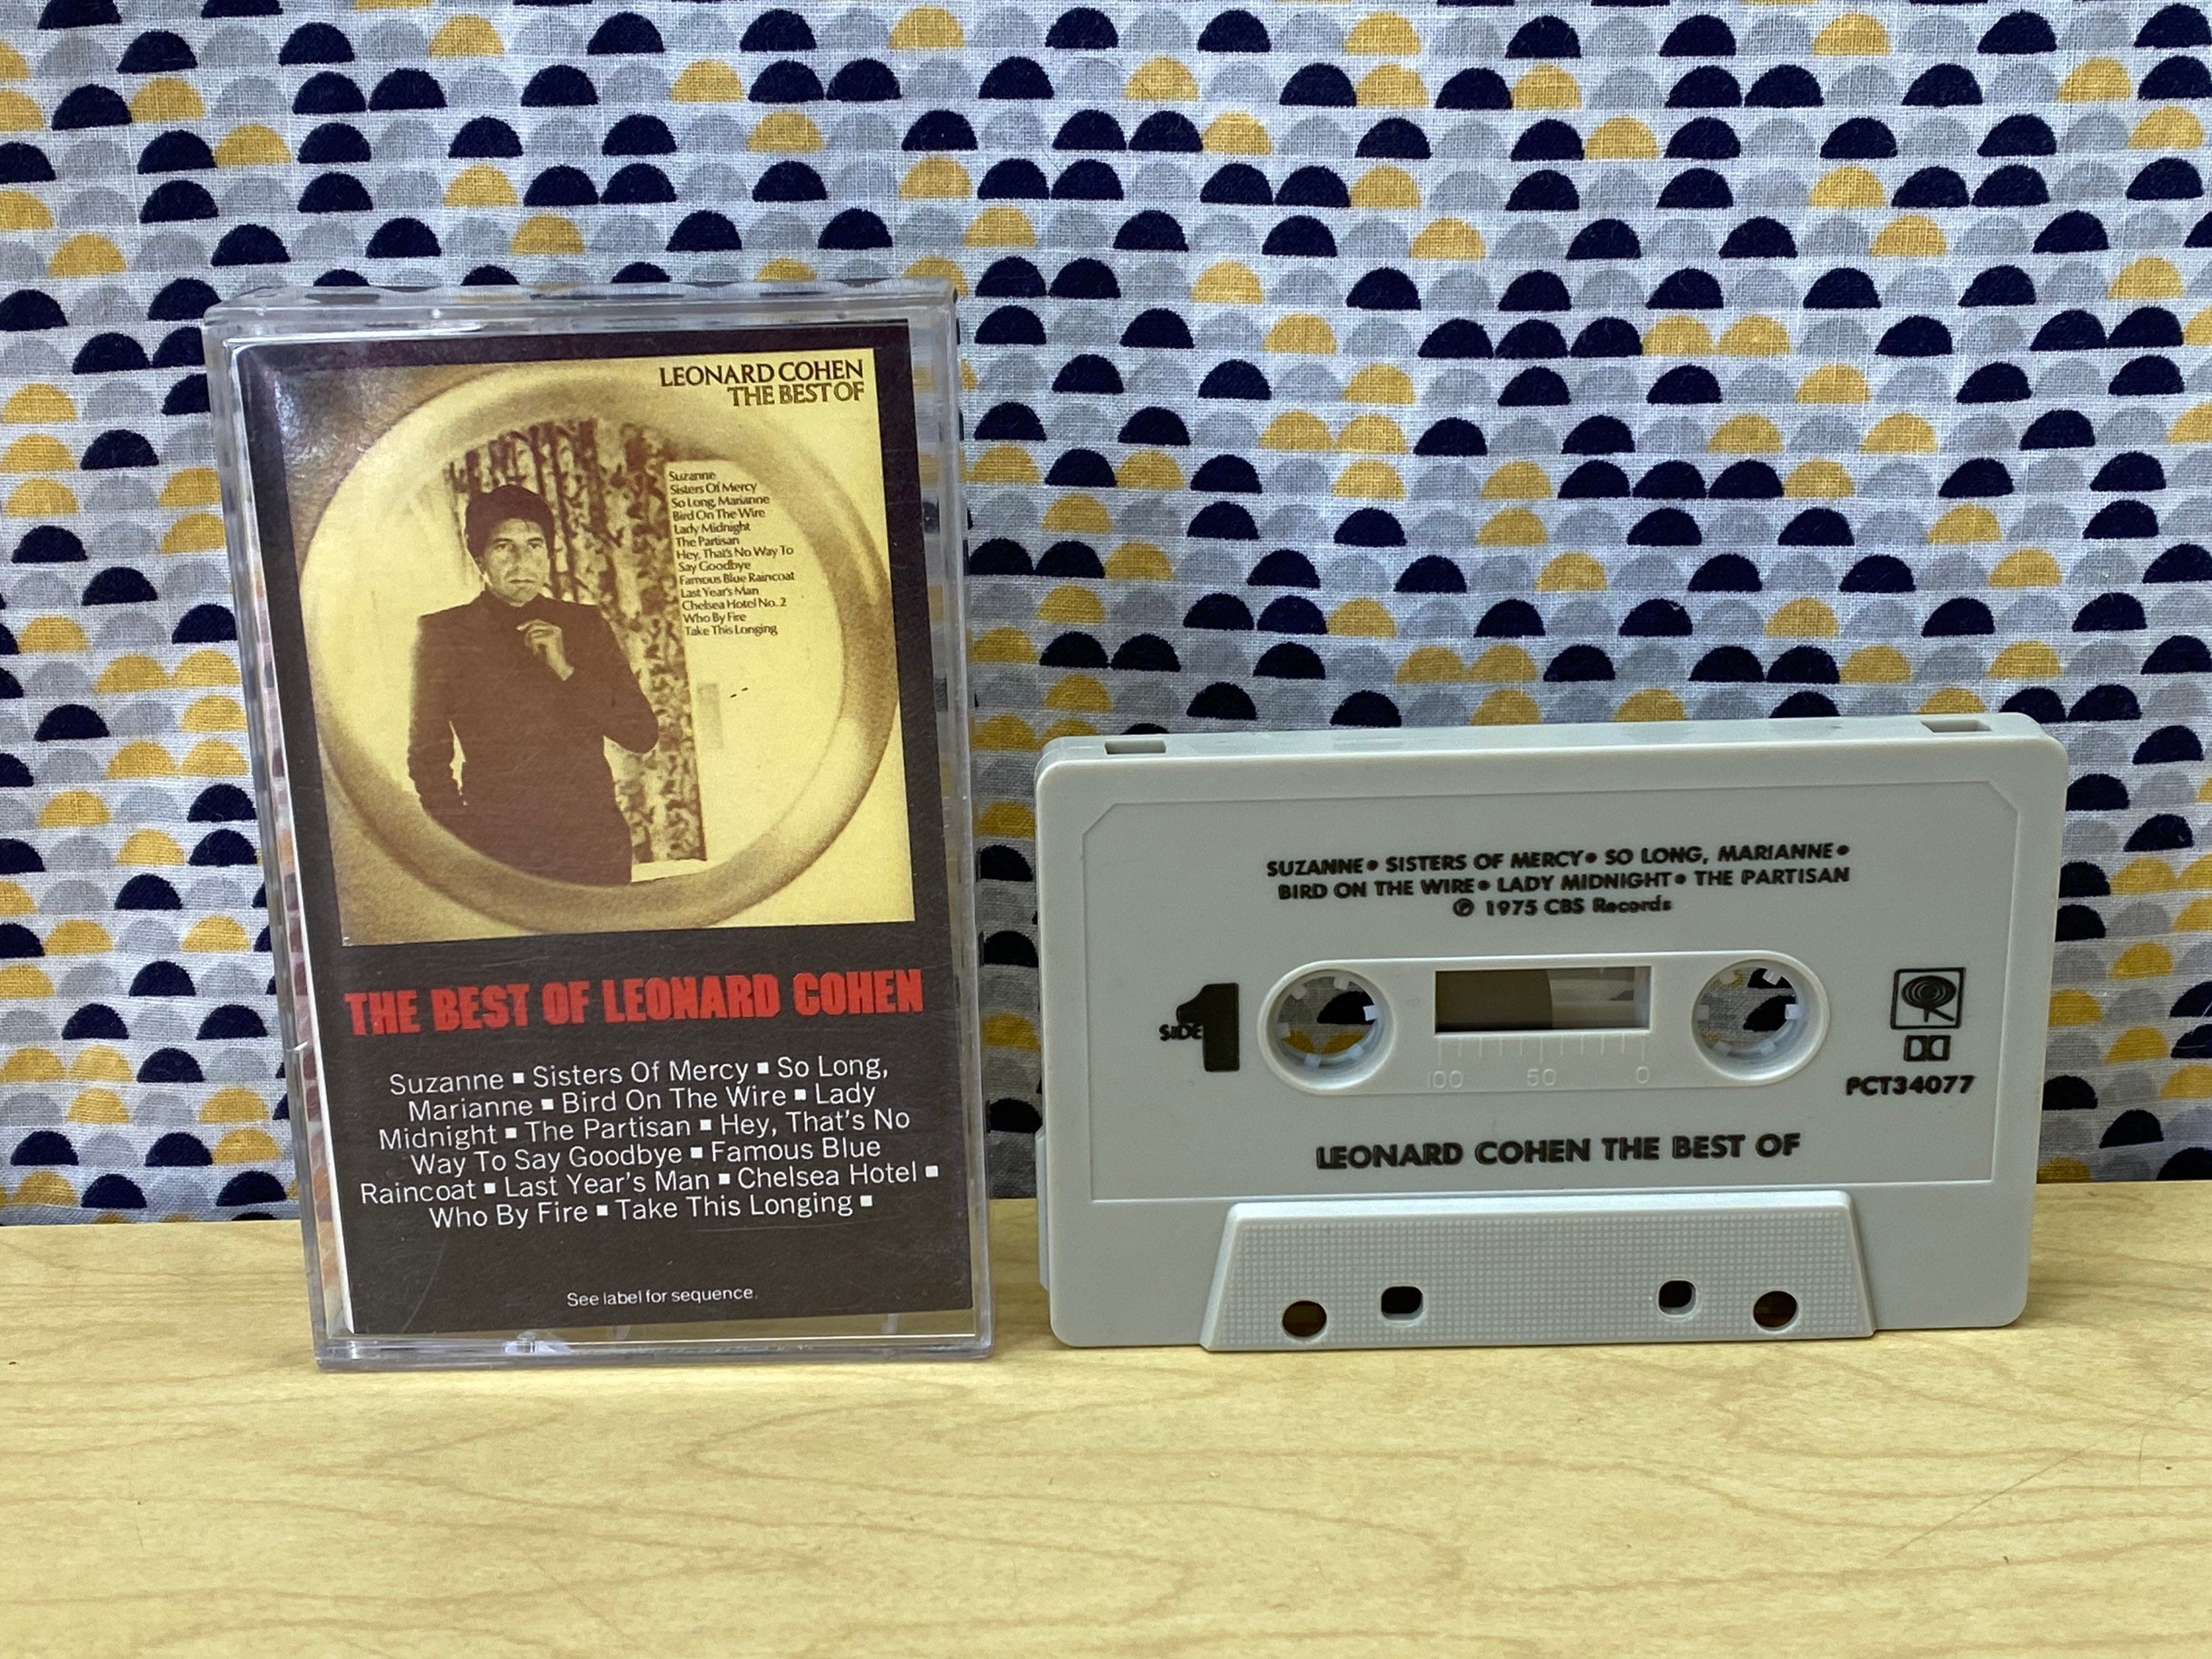 LEONARD COHEN
THE BEST OF
Suzanne
Sisters Of Mercy
So Long, Marianne
Bird On The Wire
Lady Midnight
The Partisan
Hey, That's No Way To
Say Goodbye
Famous Blue Raincoat
Last Year's Man
Chelsea Hotel No. 2
Who By Fire
Take This Longing
THE BEST OF LEONARD COHEN
Suzanne ▪ Sisters Of Mercy ▪ So Long,
Marianne ▪ Bird On The Wire ▪ Lady
Midnight ▪ The Partisan ▪ Hey, That's No
Way To Say Goodbye ▪ Famous Blue
Raincoat ▪ Last Year's Man ▪ Chelsea Hotel ▪
Who By Fire ▪ Take This Longing ▪
See label for sequence.
SUZANNE• SISTERS OF MERCY• SO LONG, MARIANNE•
BIRD ON THE WIRE• LADY MIDNIGHT• THE PARTISAN
℗ 1975 CBS Records
SIDE 1
100 50 0
PCT34077
LEONARD COHEN THE BEST OF